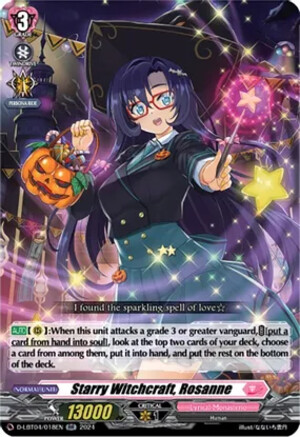 3
GRADE
TWIN DRIVE
PERSONA RIDE
I found the sparkling spell of love☆
AUTO【】:When this unit attacks a grade 3 or greater vanguard,[put a
card from hand into soul], look at the top two cards of your deck, choose
a card from among them, put it into hand, and put the rest on the bottom
of the deck.
NORMAL UNIT
Starry Witchcraft, Rosanne
POWER 13000
CRITICAL
Lyrical Monasterio
Human
D-LBT04/018EN RR 2024